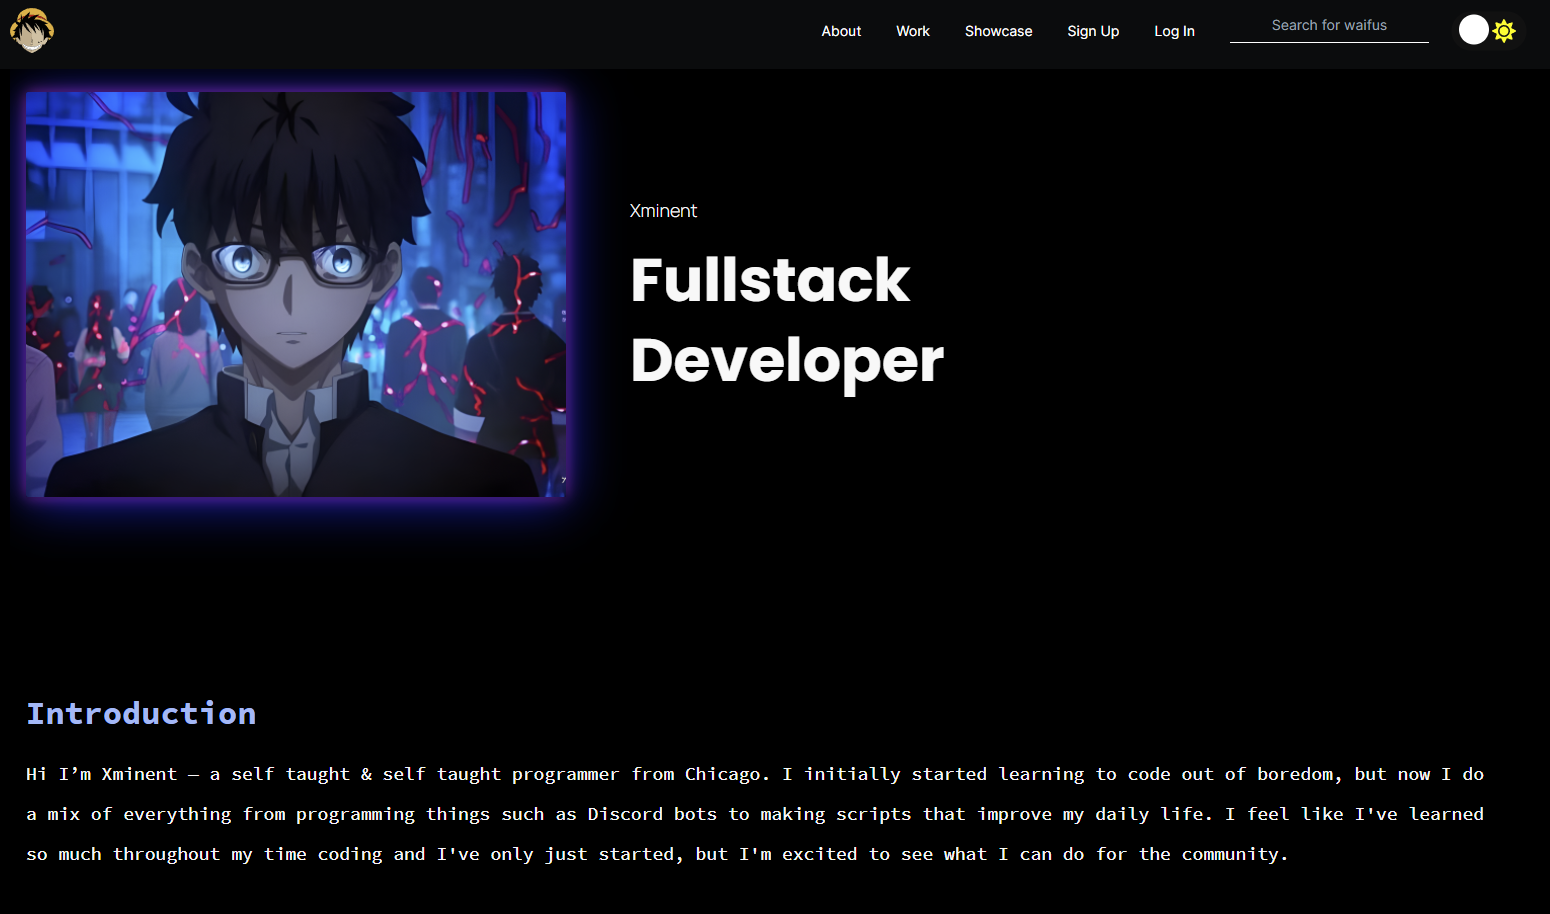 About Work Showcase Sign Up Log In Search for waifus
Xminent
Fullstack
Developer
Introduction
Hi I’m Xminent — a self taught & self taught programmer from Chicago. I initially started learning to code out of boredom, but now I do
a mix of everything from programming things such as Discord bots to making scripts that improve my daily life. I feel like I've learned
so much throughout my time coding and I've only just started, but I'm excited to see what I can do for the community.